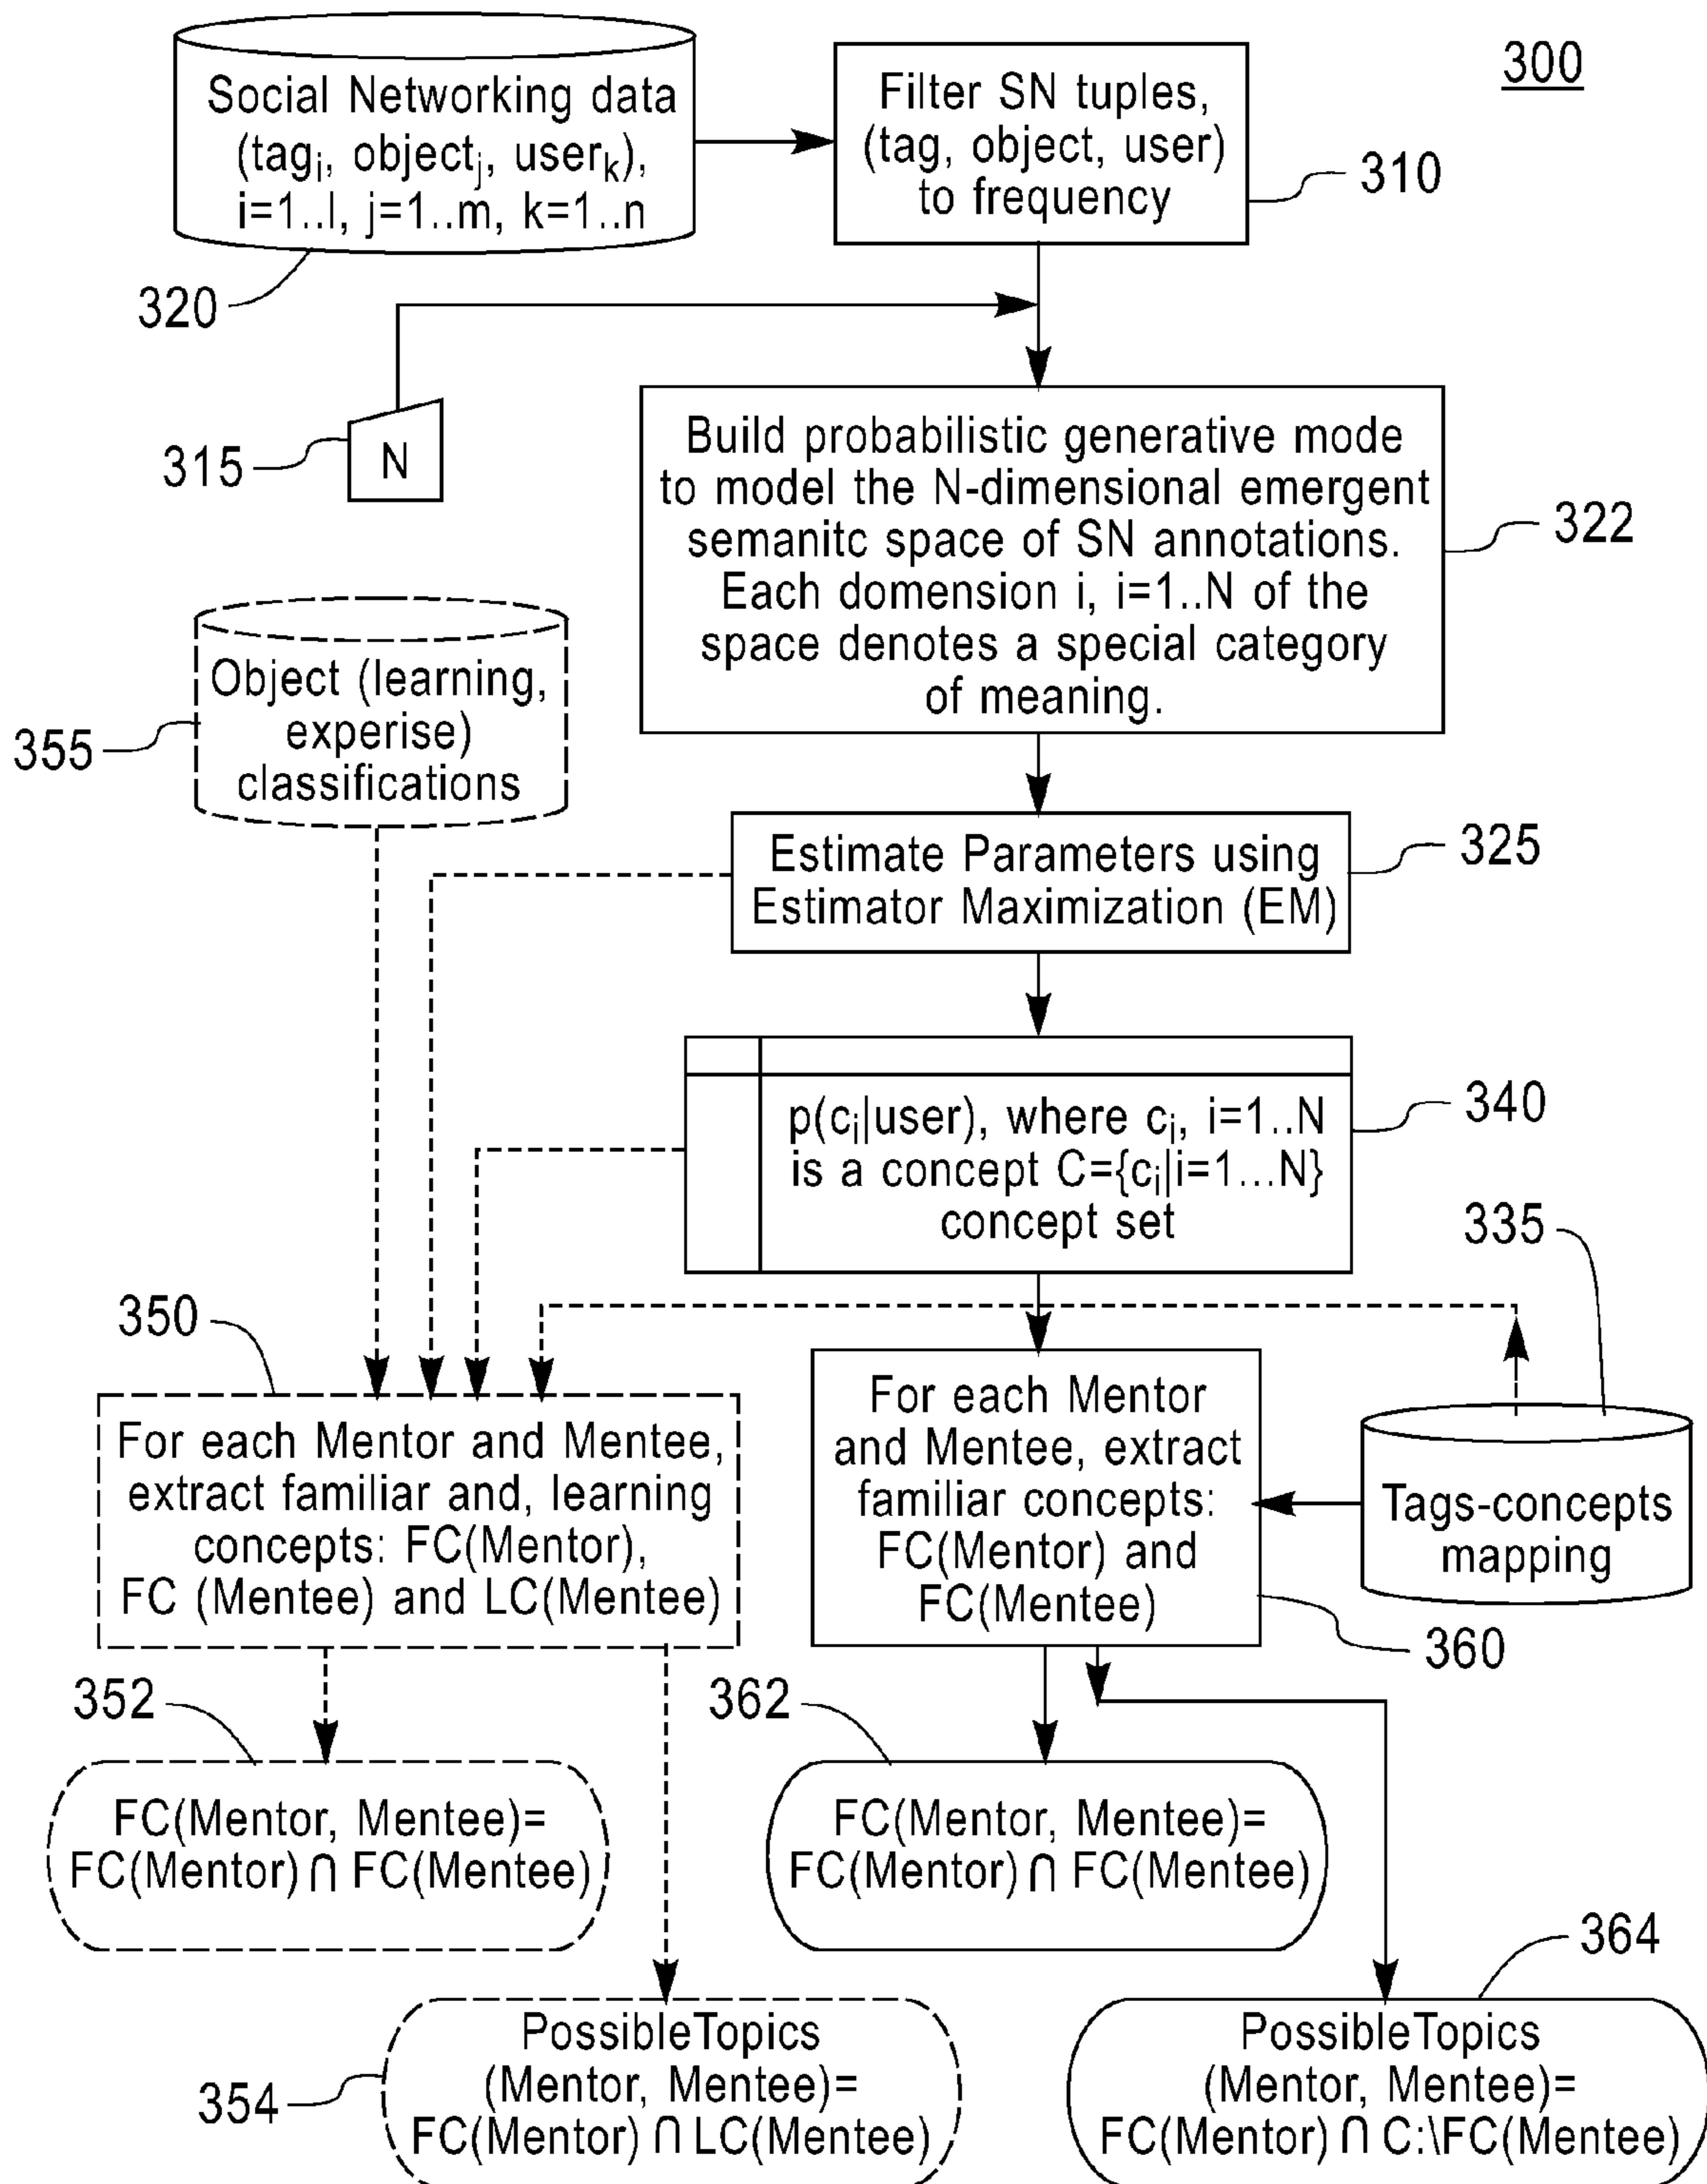 300
Social Networking data
(tagᵢ, objectⱼ, userₖ),
i=1..l, j=1..m, k=1..n
320
Filter SN tuples,
(tag, object, user)
to frequency
310
315
N
Build probabilistic generative mode
to model the N-dimensional emergent
semanitc space of SN annotations.
Each domension i, i=1..N of the
space denotes a special category
of meaning.
322
Object (learning,
experise)
classifications
355
Estimate Parameters using
Estimator Maximization (EM)
325
p(cᵢ|user), where cᵢ, i=1..N
is a concept C={cᵢ|i=1...N}
concept set
340
335
350
For each Mentor and Mentee,
extract familiar and, learning
concepts: FC(Mentor),
FC (Mentee) and LC(Mentee)
For each Mentor
and Mentee, extract
familiar concepts:
FC(Mentor) and
FC(Mentee)
Tags-concepts
mapping
360
352
FC(Mentor, Mentee)=
FC(Mentor)∩ FC(Mentee)
362
FC(Mentor, Mentee)=
FC(Mentor)∩ FC(Mentee)
354
PossibleTopics
(Mentor, Mentee)=
FC(Mentor) ∩ LC(Mentee)
364
PossibleTopics
(Mentor, Mentee)=
FC(Mentor) ∩ C:\FC(Mentee)